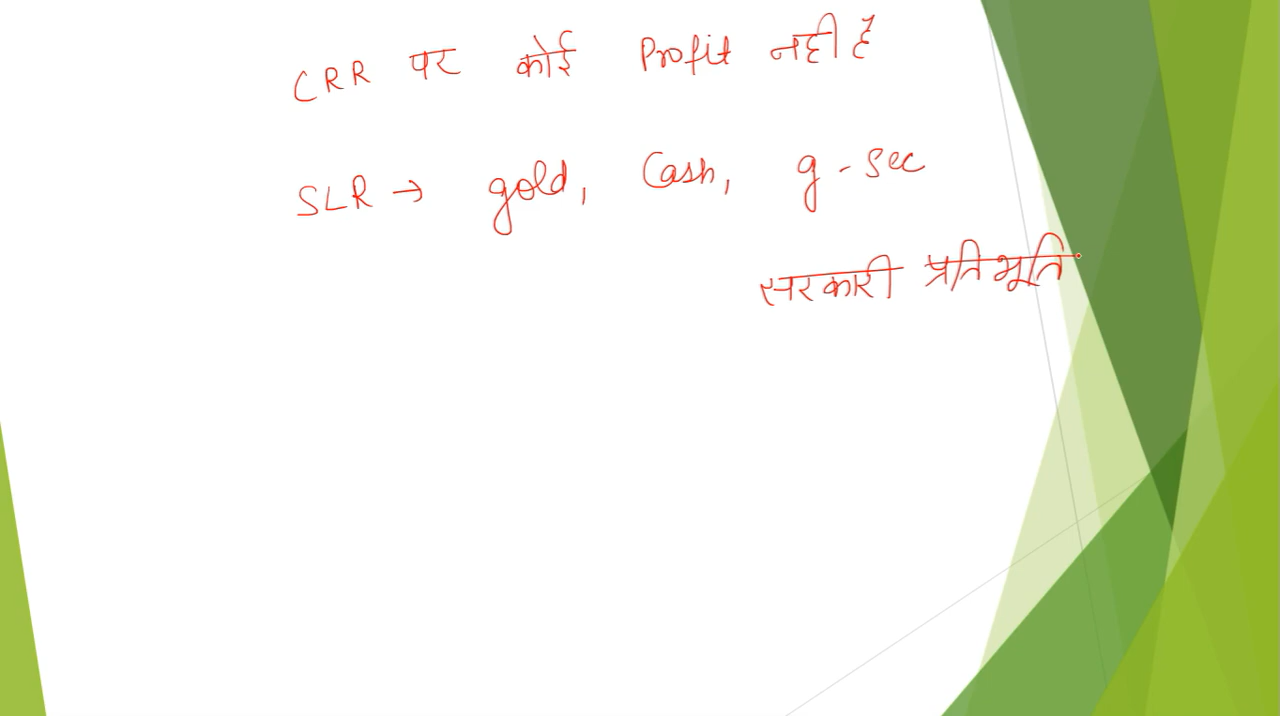 CRR पर कोई Profit नही है
SLR → gold, Cash, g-sec
सरकारी प्रतिभूति